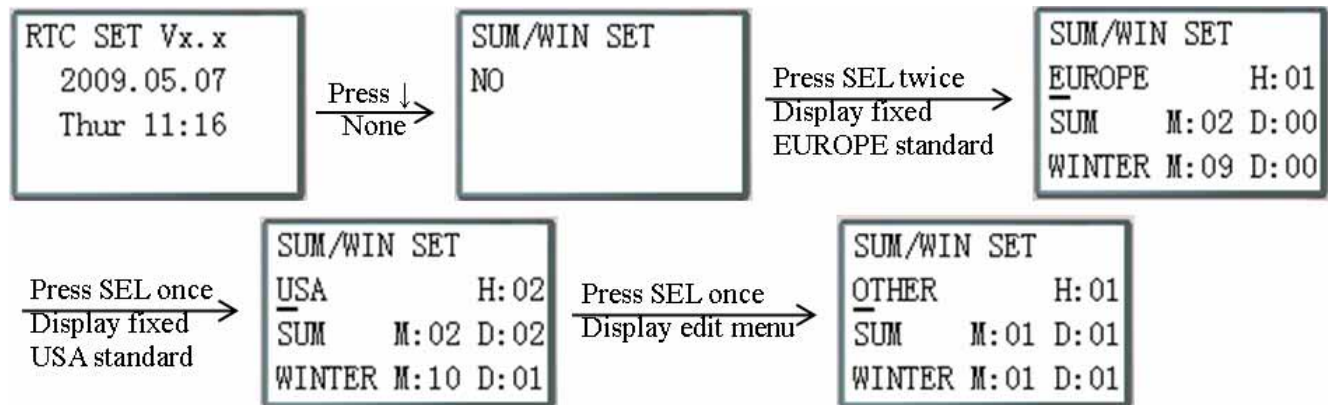 RTC SET Vx.x
2009.05.07
Thur 11:16
Press ↓
None
SUM/WIN SET
NO
Press SEL twice
Display fixed
EUROPE standard
SUM/WIN SET
EUROPE H:01
SUM M:02 D:00
WINTER M:09 D:00
Press SEL once
Display fixed
USA standard
SUM/WIN SET
USA H:02
SUM M:02 D:02
WINTER M:10 D:01
Press SEL once
Display edit menu
SUM/WIN SET
OTHER H:01
SUM M:01 D:01
WINTER M:01 D:01